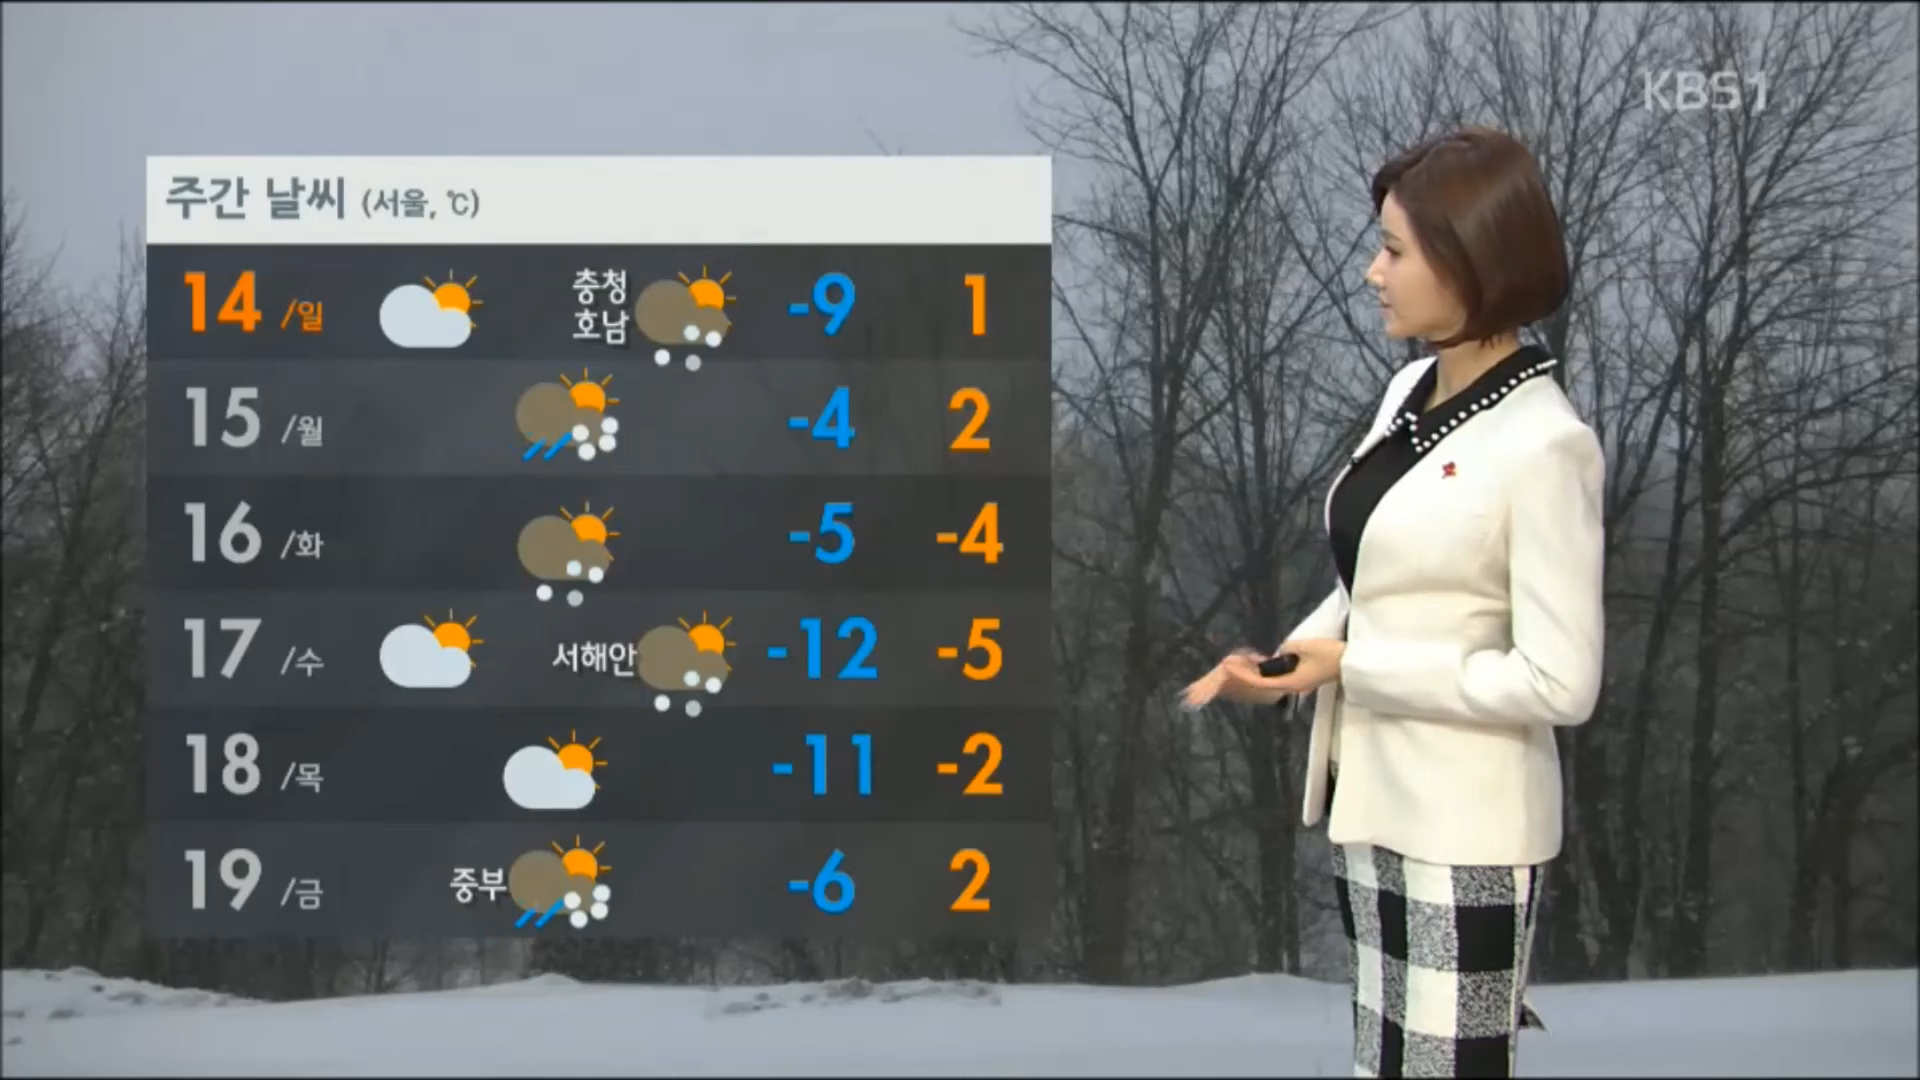 KBS1
주간 날씨 (서울, ℃)
14 /일 충청 호남 -9 1
15 /월 -4 2
16 /화 -5 -4
17 /수 서해안 -12 -5
18 /목 -11 -2
19 /금 중부 -6 2